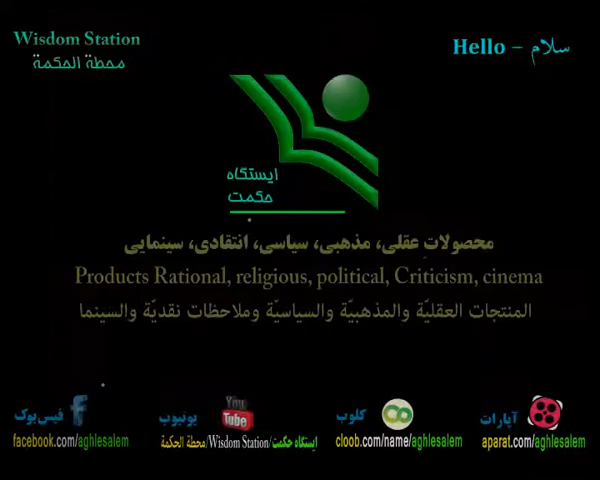 Wisdom Station
محطة الحكمة
Hello – سلام
ایستگاه
حکمت
محصولاتِ عقلی، مذهبی، سیاسی، انتقادی، سینمایی
Products Rational, religious, political, Criticism, cinema
المنتجات العقليّة والمذهبيّة والسياسيّة وملاحظات نقديّة والسينما
فیس‌بوک
facebook.com/aghlesalem
یوتیوب
You Tube
ایستگاه حکمت/Wisdom Station/محطة الحکمة
کلوب
cloob.com/name/aghlesalem
آپارات
aparat.com/aghlesalem